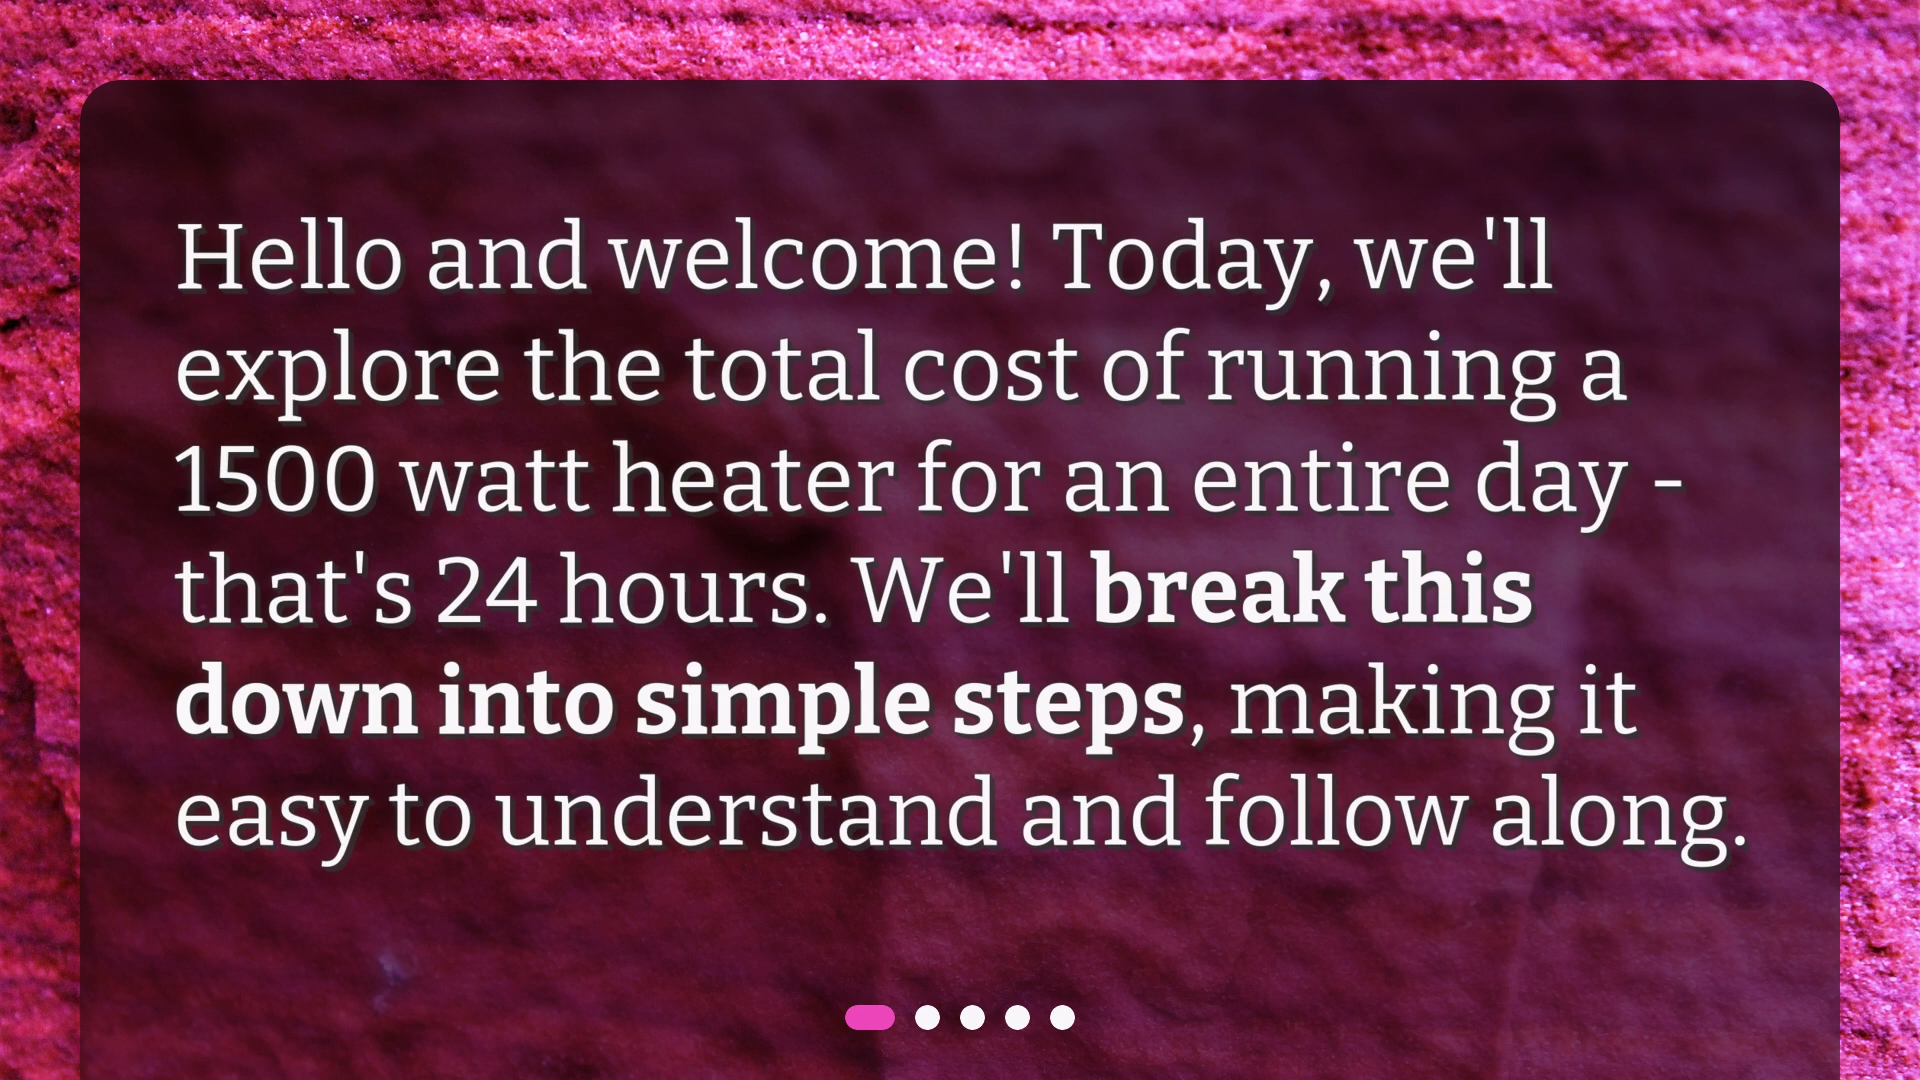 Hello and welcome! Today, we'll
explore the total cost of running a
1500 watt heater for an entire day -
that's 24 hours. We'll break this
down into simple steps, making it
easy to understand and follow along.